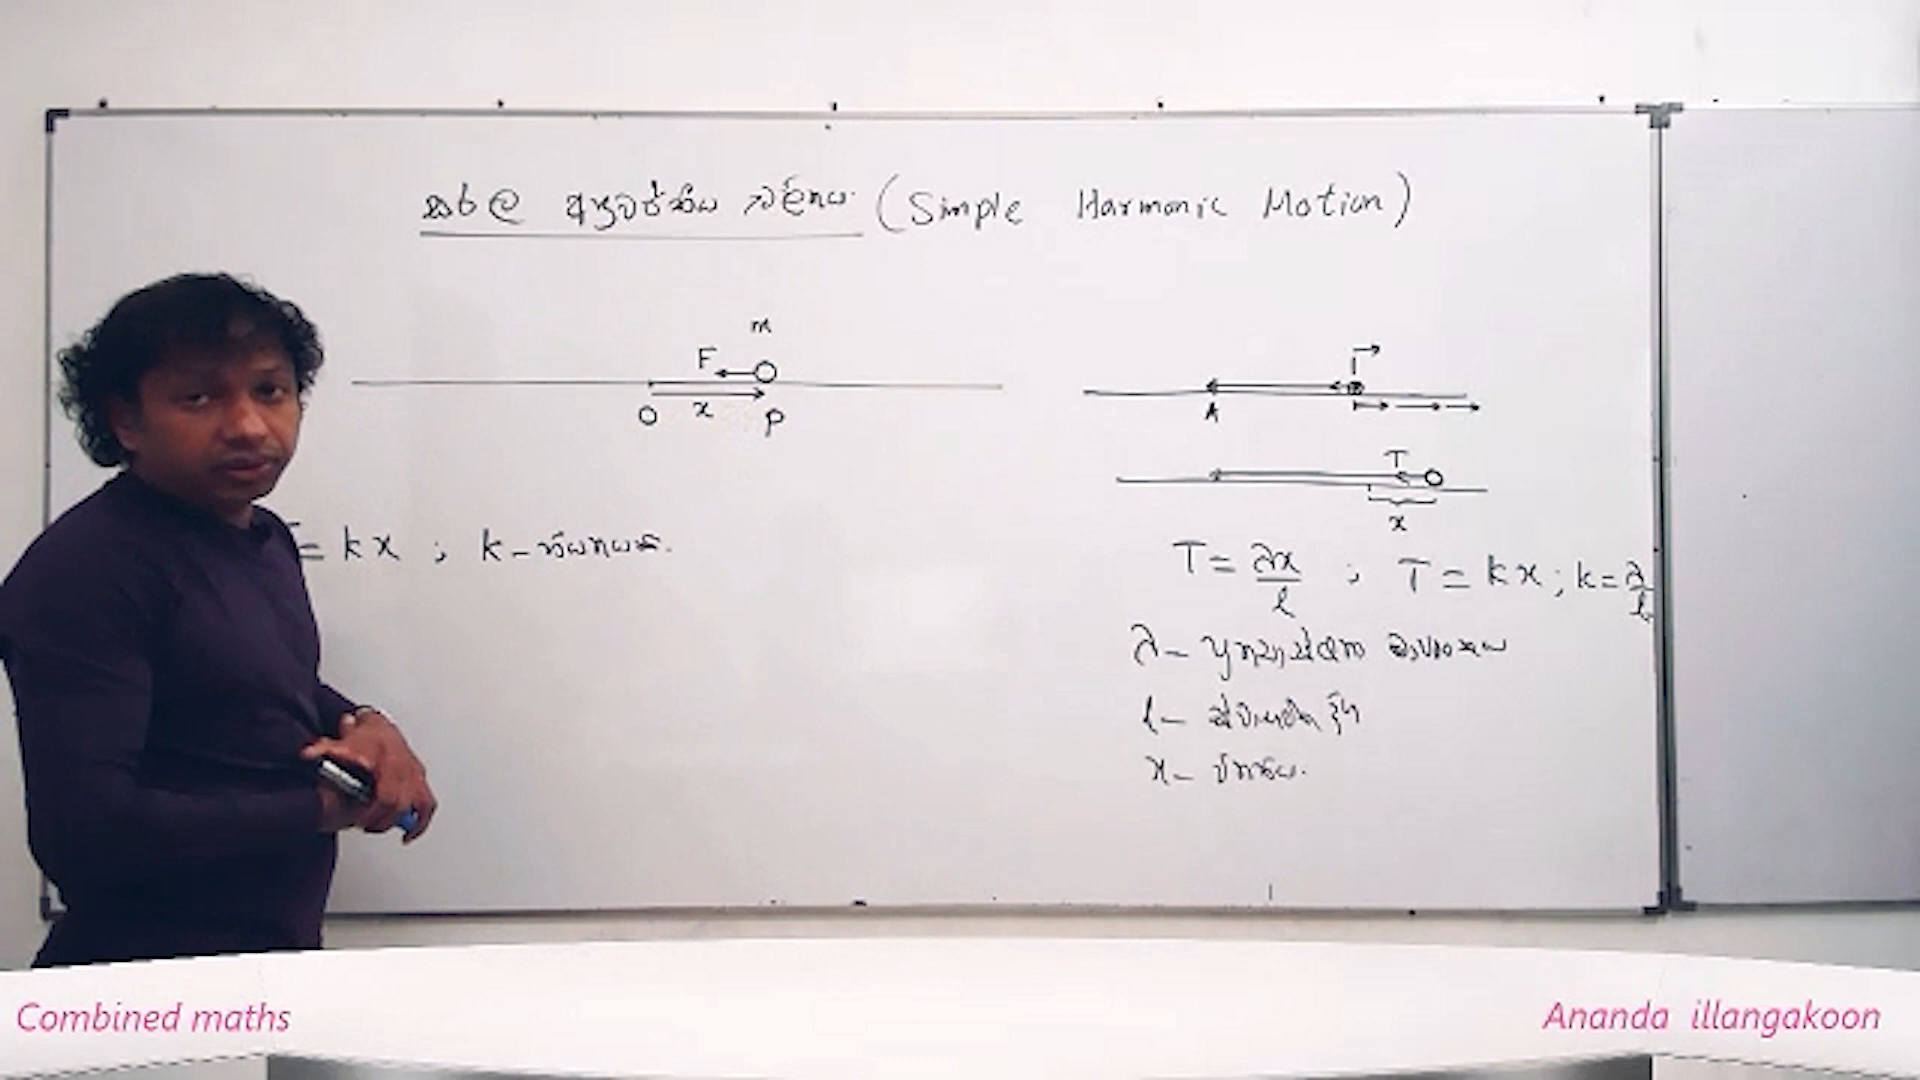 සරල අනුවර්තීය චලිතය (Simple Harmonic Motion)
m
F
O x P
= kx ; k - නියතයක්.
A
T
x
T = λx/l ; T = kx ; k = λ/l
λ - ප්‍රත්‍යාස්ථතා මාපාංකය
l - ස්වාභාවික දිග
x - විතතිය.
Combined maths
Ananda illangakoon